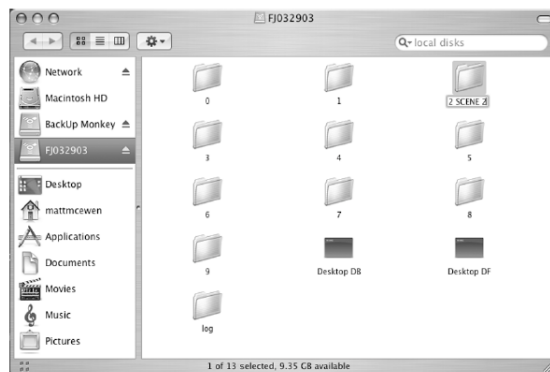 FJ032903
local disks
Network
Macintosh HD
BackUp Monkey
FJ032903
Desktop
mattmcewen
Applications
Documents
Movies
Music
Pictures
0
1
2 SCENE 2
3
4
5
6
7
8
9
Desktop DB
Desktop DF
log
1 of 13 selected, 9.35 GB available